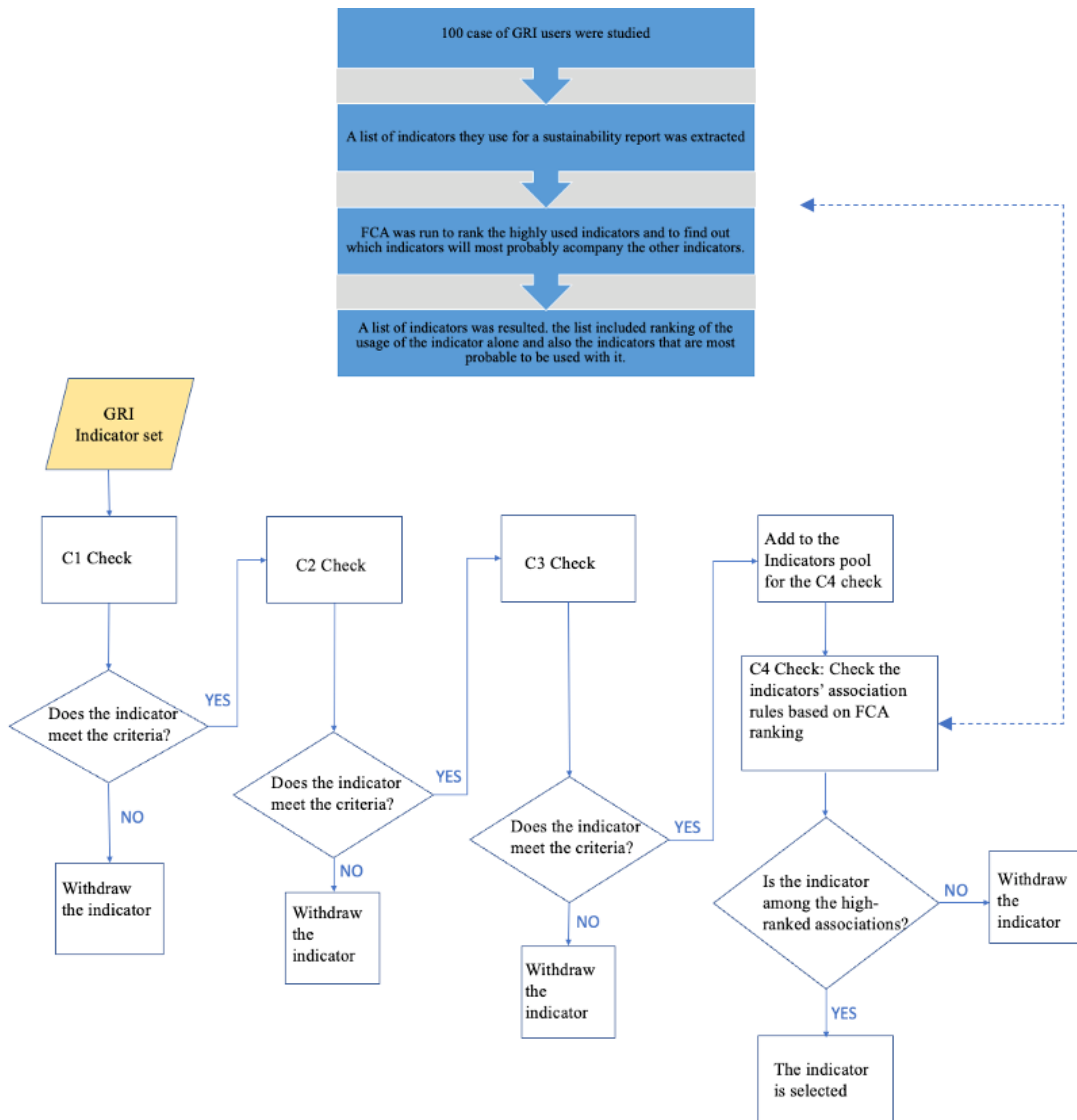 100 case of GRI users were studied
A list of indicators they use for a sustainability report was extracted
FCA was run to rank the highly used indicators and to find out
which indicators will most probably acompany the other indicators.
A list of indicators was resulted. the list included ranking of the
usage of the indicator alone and also the indicators that are most
probable to be used with it.
GRI
Indicator set
C1 Check
Does the indicator
meet the criteria?
YES
NO
Withdraw
the indicator
C2 Check
Does the indicator
meet the criteria?
YES
NO
Withdraw
the
indicator
C3 Check
Does the indicator
meet the criteria?
YES
NO
Withdraw
the
indicator
Add to the
Indicators pool
for the C4 check
C4 Check: Check the
indicators’ association
rules based on FCA
ranking
Is the indicator
among the high-
ranked associations?
NO
Withdraw
the
indicator
YES
The indicator
is selected